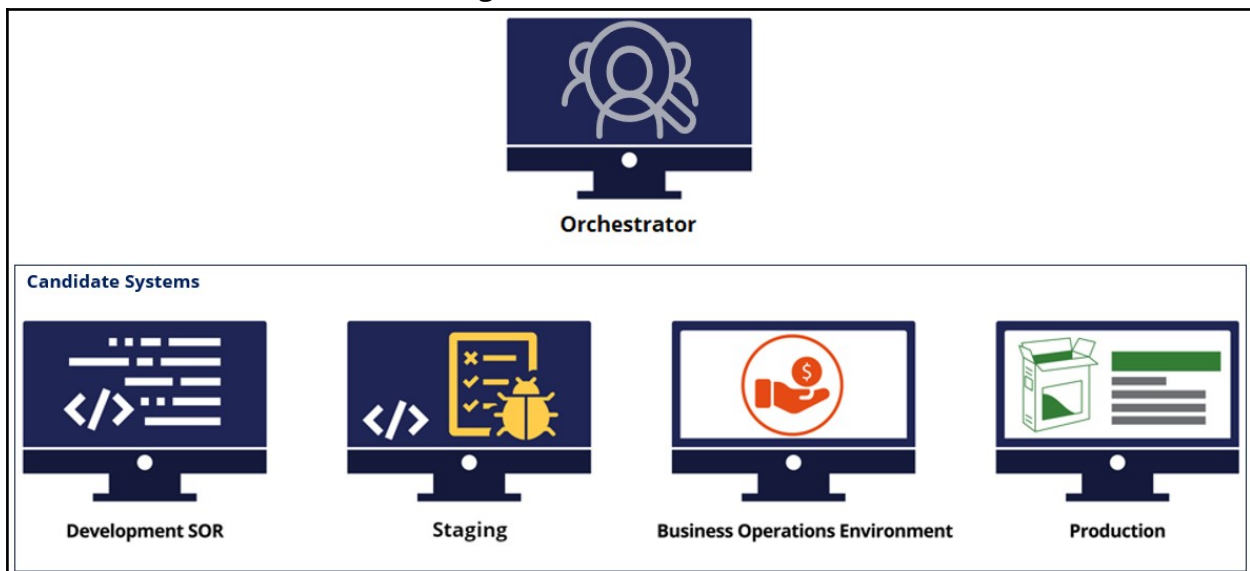 Orchestrator
Candidate Systems
</>
</>
$
Development SOR
Staging
Business Operations Environment
Production